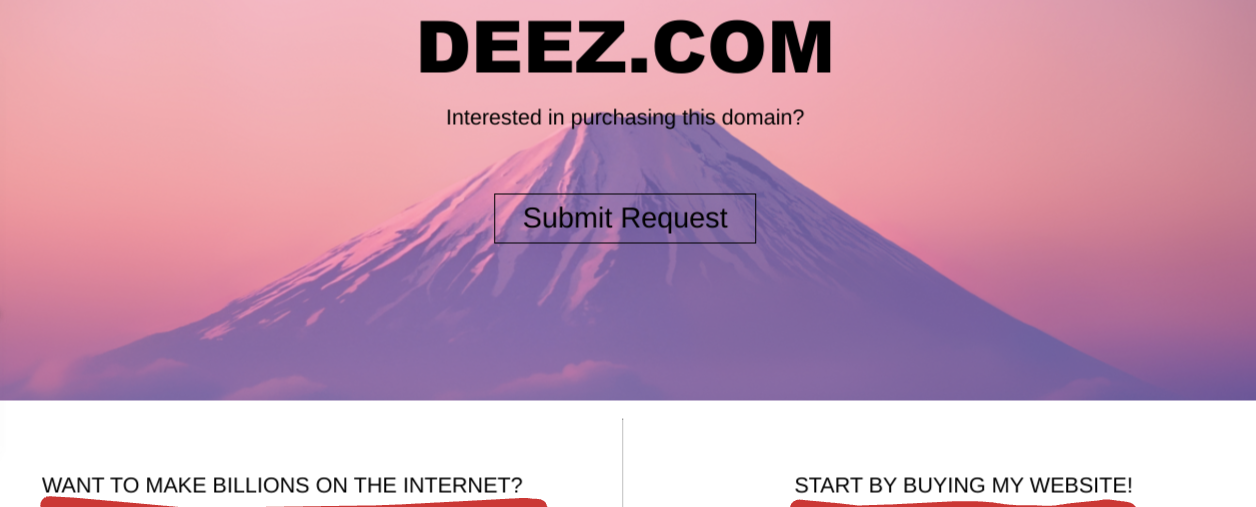 DEEZ.COM
Interested in purchasing this domain?
Submit Request
WANT TO MAKE BILLIONS ON THE INTERNET?
START BY BUYING MY WEBSITE!